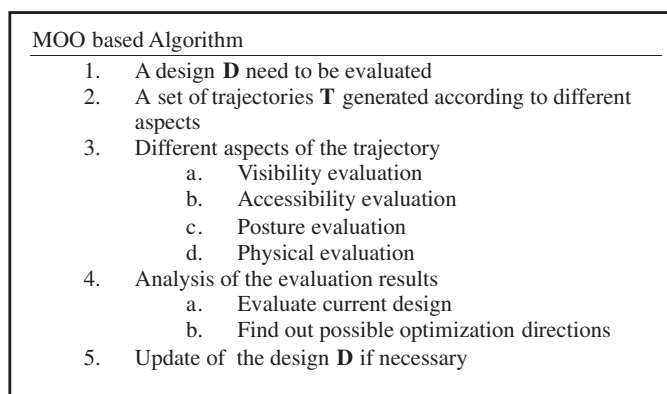 MOO based Algorithm
1. A design D need to be evaluated
2. A set of trajectories T generated according to different
aspects
3. Different aspects of the trajectory
a. Visibility evaluation
b. Accessibility evaluation
c. Posture evaluation
d. Physical evaluation
4. Analysis of the evaluation results
a. Evaluate current design
b. Find out possible optimization directions
5. Update of the design D if necessary